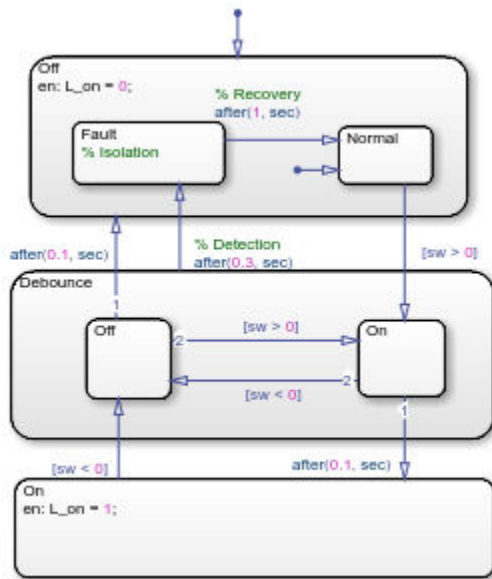 Off
en: L_on = 0;
% Recovery
after(1, sec)
Fault
% Isolation
Normal
after(0.1, sec)
% Detection
after(0.3, sec)
[sw > 0]
Debounce
1
Off
2
[sw > 0]
On
[sw < 0]
2
1
[sw < 0]
after(0.1, sec)
On
en: L_on = 1;